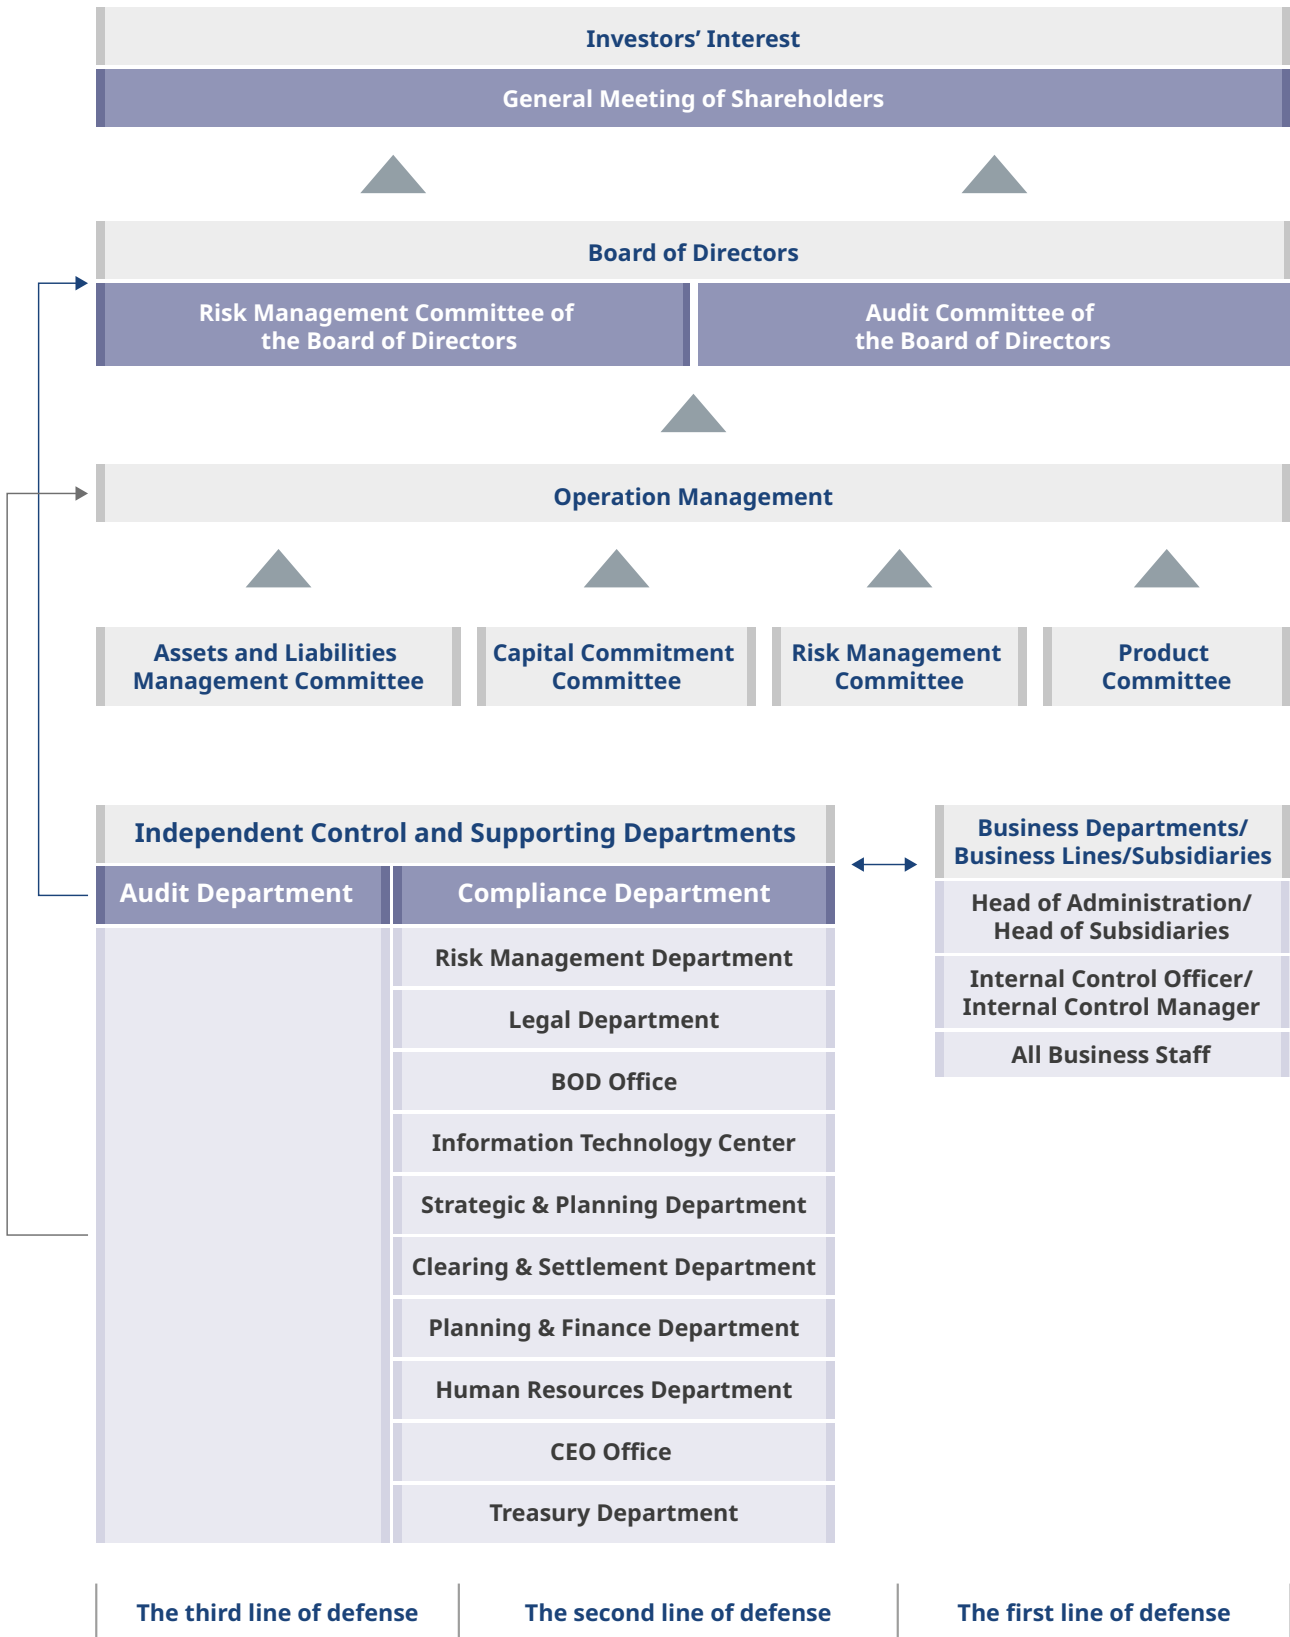 Investors’ Interest
General Meeting of Shareholders
Board of Directors
Risk Management Committee of
the Board of Directors
Audit Committee of
the Board of Directors
Operation Management
Assets and Liabilities
Management Committee
Capital Commitment
Committee
Risk Management
Committee
Product
Committee
Independent Control and Supporting Departments
Audit Department
Compliance Department
Risk Management Department
Legal Department
BOD Office
Information Technology Center
Strategic & Planning Department
Clearing & Settlement Department
Planning & Finance Department
Human Resources Department
CEO Office
Treasury Department
Business Departments/
Business Lines/Subsidiaries
Head of Administration/
Head of Subsidiaries
Internal Control Officer/
Internal Control Manager
All Business Staff
The third line of defense
The second line of defense
The first line of defense